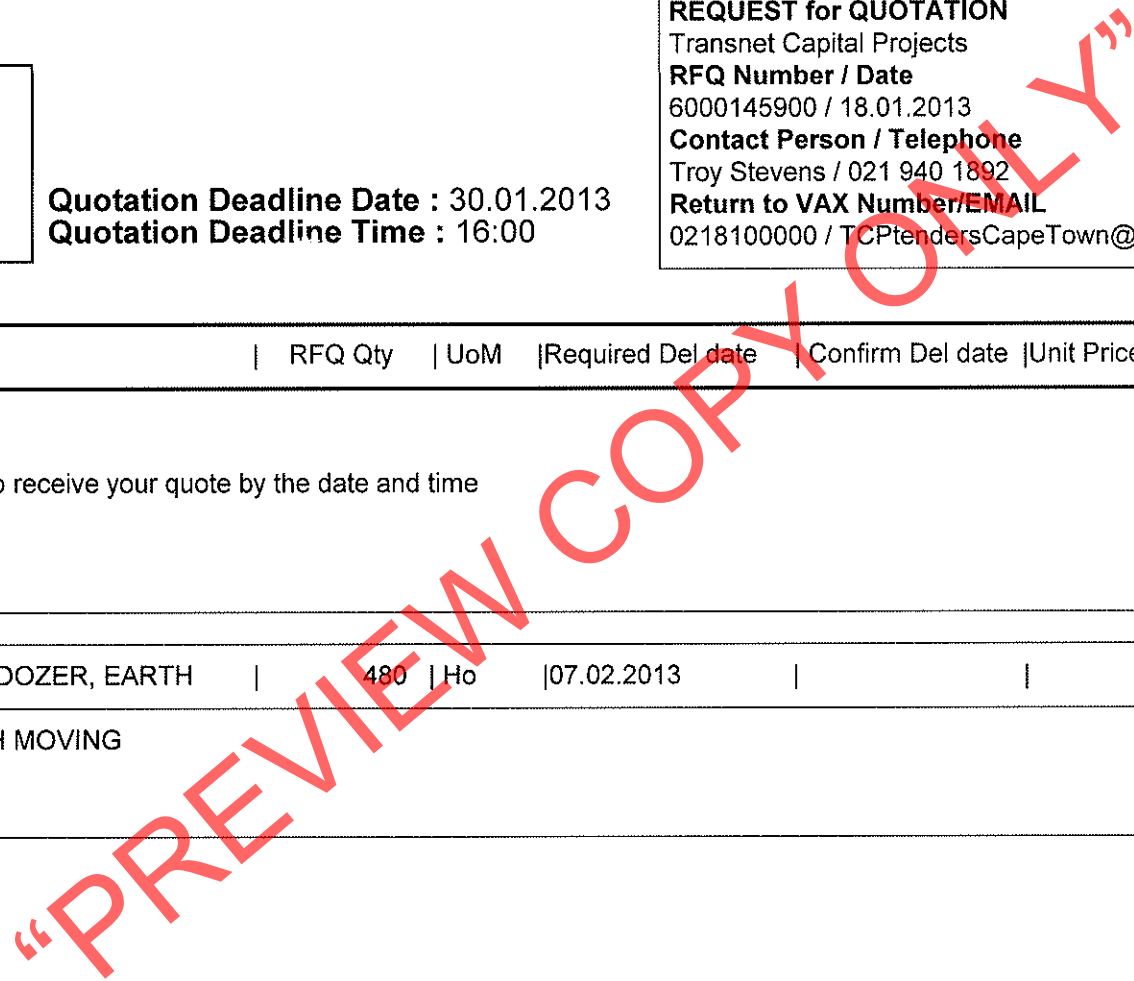 REQUEST for QUOTATION
Transnet Capital Projects
RFQ Number / Date
6000145900 / 18.01.2013
Contact Person / Telephone
Troy Stevens / 021 940 1892
Return to VAX Number/EMAIL
0218100000 / TCPtendersCapeTown@
Quotation Deadline Date : 30.01.2013
Quotation Deadline Time : 16:00
| RFQ Qty | UoM |Required Del date | Confirm Del date |Unit Price
o receive your quote by the date and time
DOZER, EARTH | 480 | Ho |07.02.2013 | |
H MOVING
“PREVIEW COPY ONLY”